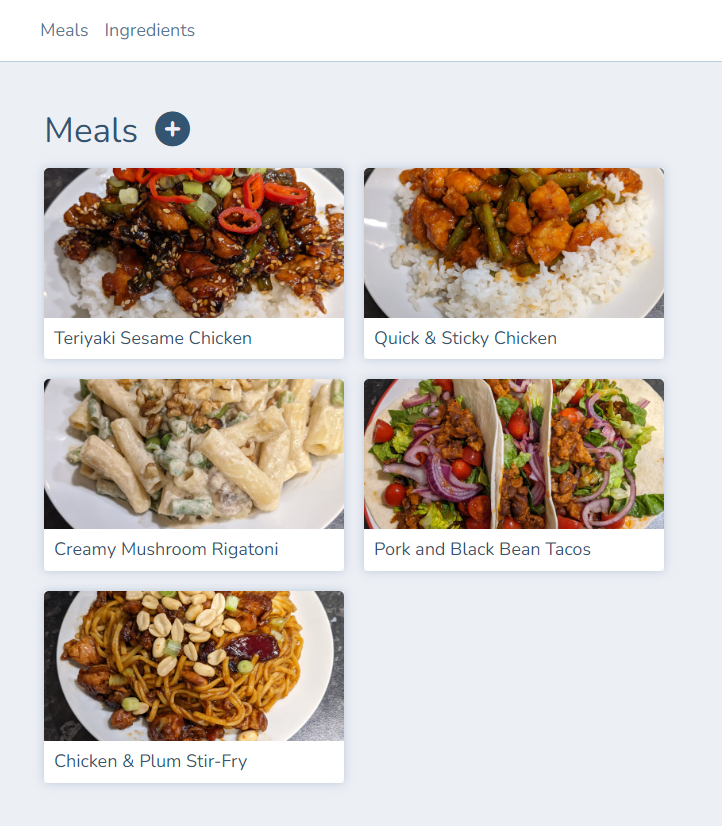 Meals Ingredients
Meals
Teriyaki Sesame Chicken
Quick & Sticky Chicken
Creamy Mushroom Rigatoni
Pork and Black Bean Tacos
Chicken & Plum Stir-Fry